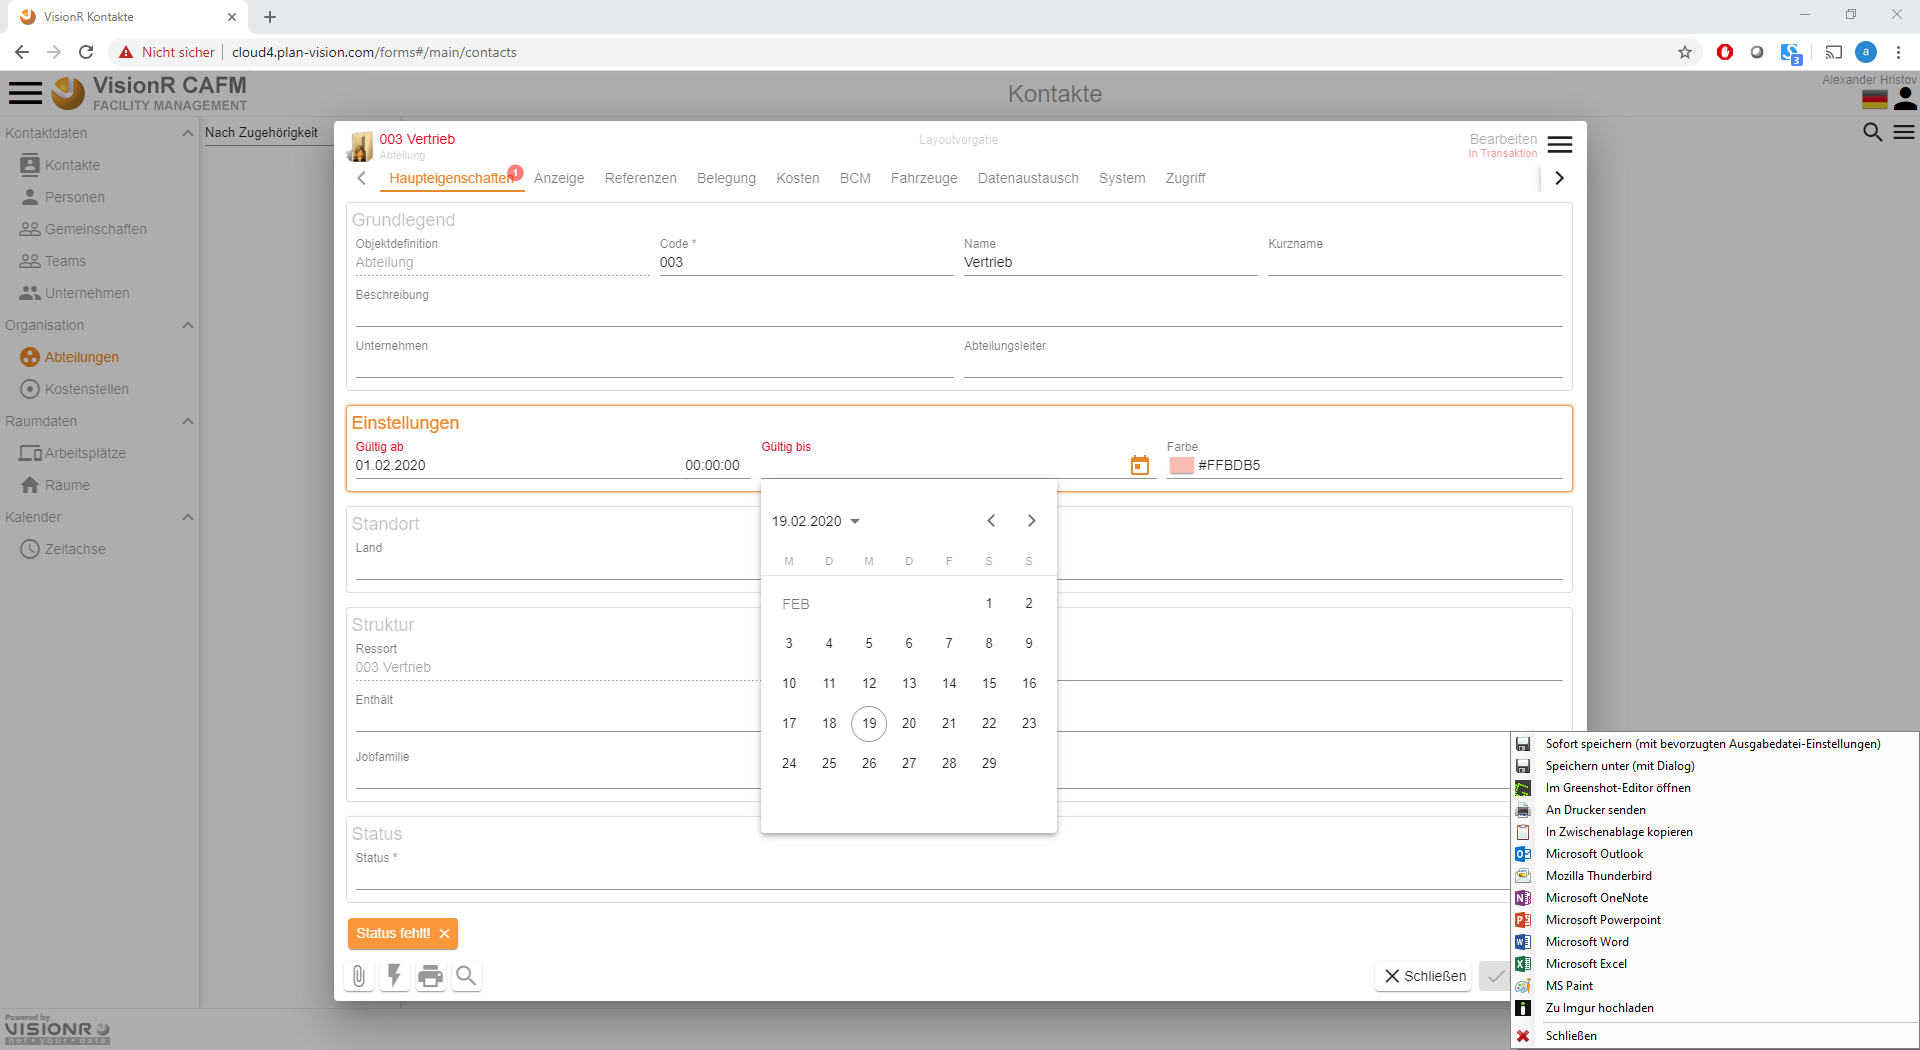 VisionR Kontakte
Nicht sicher
cloud4.plan-vision.com/forms#/main/contacts
3
a
VisionR CAFM
FACILITY MANAGEMENT
Kontakte
Alexander Hristov
Kontaktdaten
Kontakte
Personen
Gemeinschaften
Teams
Unternehmen
Organisation
Abteilungen
Kostenstellen
Raumdaten
Arbeitsplätze
Räume
Kalender
Zeitachse
Nach Zugehörigkeit
003 Vertrieb
Abteilung
Layoutvorgabe
Bearbeiten
In Transaktion
Haupteigenschaften 1 Anzeige Referenzen Belegung Kosten BCM Fahrzeuge Datenaustausch System Zugriff
Grundlegend
Objektdefinition Code * Name Kurzname
Abteilung 003 Vertrieb
Beschreibung
Unternehmen Abteilungsleiter
Einstellungen
Gültig ab Gültig bis Farbe
01.02.2020 00:00:00 #FFBDB5
Standort
Land
Struktur
Ressort
003 Vertrieb
Enthält
Jobfamilie
Status
Status *
19.02.2020
M D M D F S S
FEB 1 2
3 4 5 6 7 8 9
10 11 12 13 14 15 16
17 18 19 20 21 22 23
24 25 26 27 28 29
Status fehlt!
Schließen
Sofort speichern (mit bevorzugten Ausgabedatei-Einstellungen)
Speichern unter (mit Dialog)
Im Greenshot-Editor öffnen
An Drucker senden
In Zwischenablage kopieren
Microsoft Outlook
Mozilla Thunderbird
Microsoft OneNote
Microsoft Powerpoint
Microsoft Word
Microsoft Excel
MS Paint
Zu Imgur hochladen
Schließen
Powered by
VISIONR
net • your • data